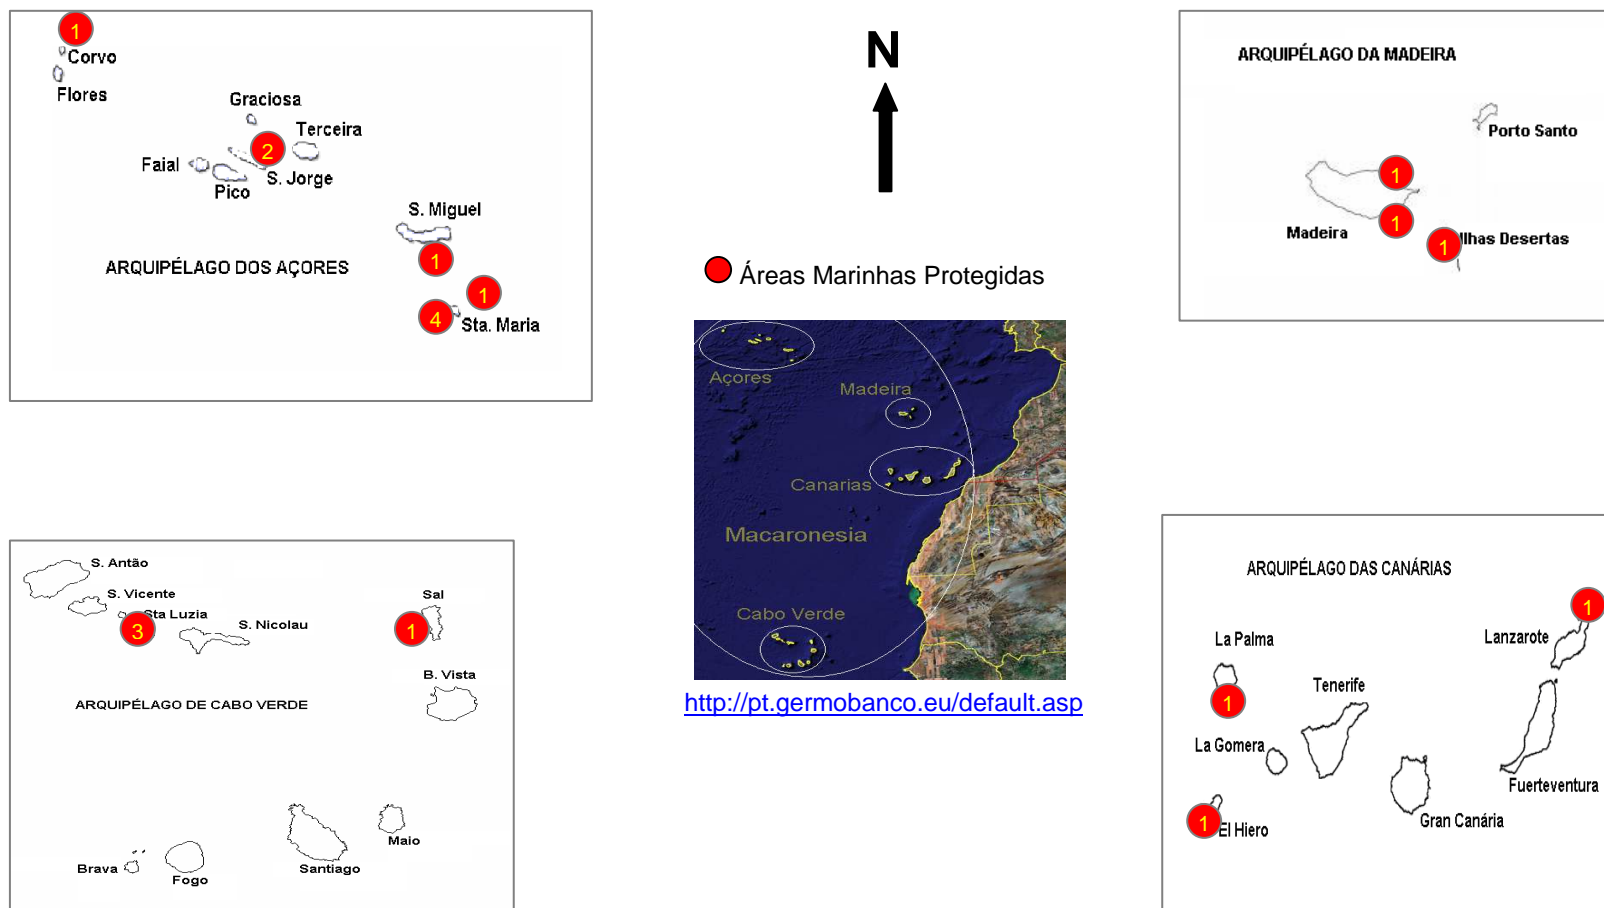 1
Corvo
Flores
Graciosa
Terceira
2
Faial
Pico
S. Jorge
S. Miguel
ARQUIPÉLAGO DOS AÇORES
1
1
4
Sta. Maria
N
Áreas Marinhas Protegidas
ARQUIPÉLAGO DA MADEIRA
Porto Santo
1
1
Madeira
1
Ilhas Desertas
Açores
Madeira
Canarias
Macaronesia
Cabo Verde
http://pt.germobanco.eu/default.asp
S. Antão
S. Vicente
Sta Luzia
3
S. Nicolau
Sal
1
B. Vista
ARQUIPÉLAGO DE CABO VERDE
Maio
Brava
Fogo
Santiago
ARQUIPÉLAGO DAS CANÁRIAS
1
Lanzarote
La Palma
1
Tenerife
La Gomera
Fuerteventura
1
El Hiero
Gran Canária